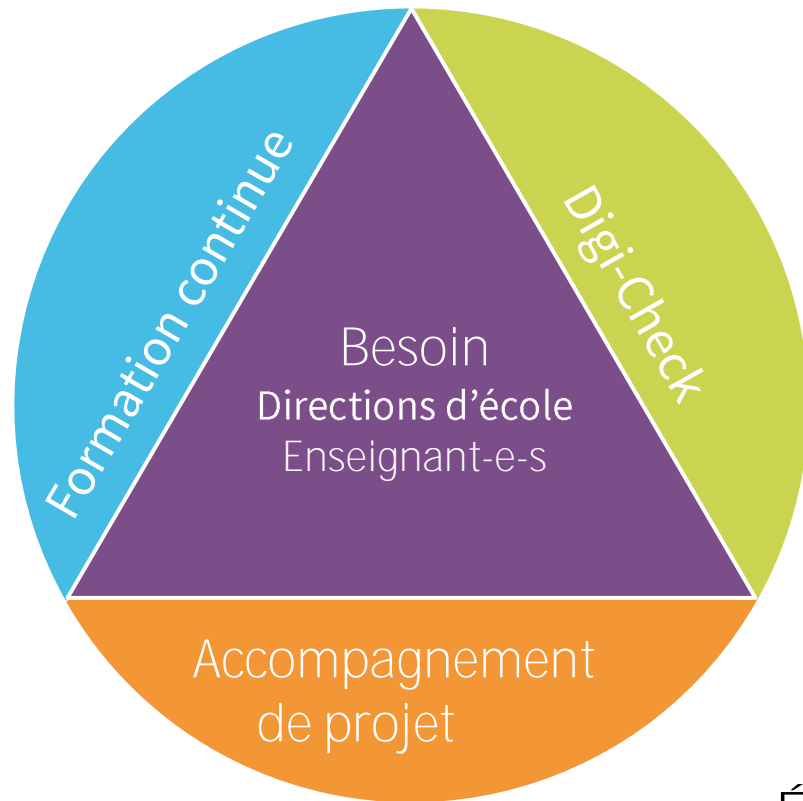 Formation continue
Digi-Check
Besoin
Directions d'école
Enseignant-e-s
Accompagnement
de projet